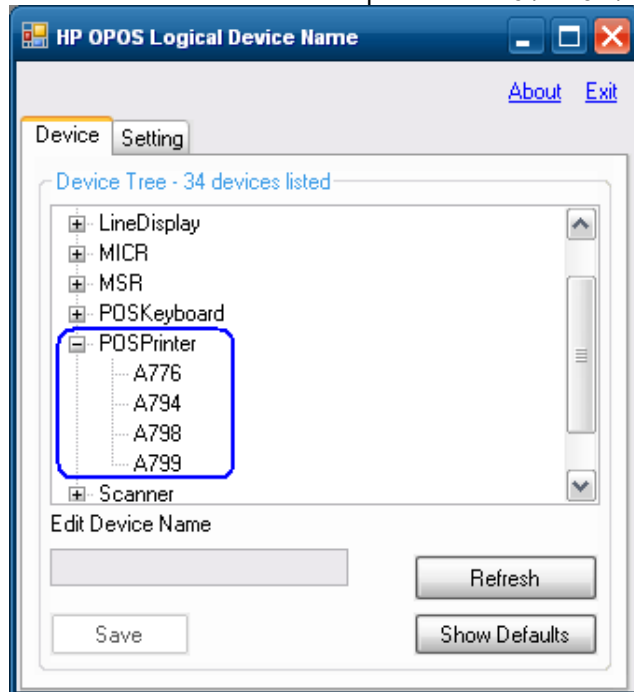 HP OPOS Logical Device Name
About Exit
Device Setting
Device Tree - 34 devices listed
LineDisplay
MICR
MSR
POSKeyboard
POSPrinter
A776
A794
A798
A799
Scanner
Edit Device Name
Refresh
Save Show Defaults